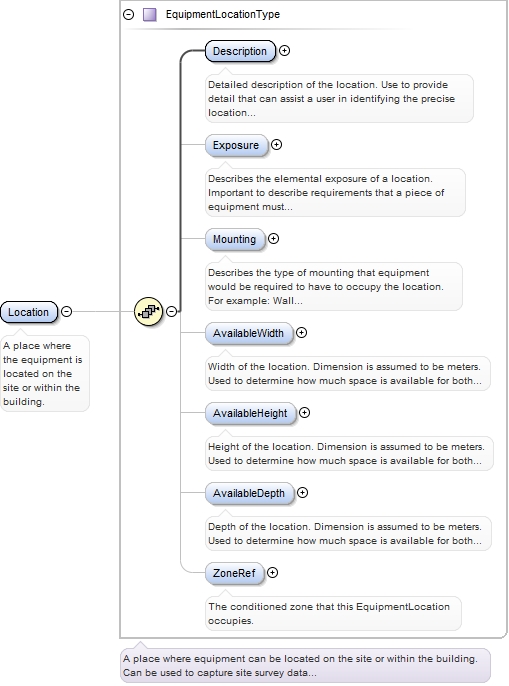 EquipmentLocationType
Description
Detailed description of the location. Use to provide
detail that can assist a user in identifying the precise
location...
Exposure
Describes the elemental exposure of a location.
Important to describe requirements that a piece of
equipment must...
Mounting
Describes the type of mounting that equipment
would be required to have to occupy the location.
For example: Wall...
Location
A place where
the equipment is
located on the
site or within the
building.
AvailableWidth
Width of the location. Dimension is assumed to be meters.
Used to determine how much space is available for both...
AvailableHeight
Height of the location. Dimension is assumed to be meters.
Used to determine how much space is available for both...
AvailableDepth
Depth of the location. Dimension is assumed to be meters.
Used to determine how much space is available for both...
ZoneRef
The conditioned zone that this EquipmentLocation
occupies.
A place where equipment can be located on the site or within the building.
Can be used to capture site survey data...